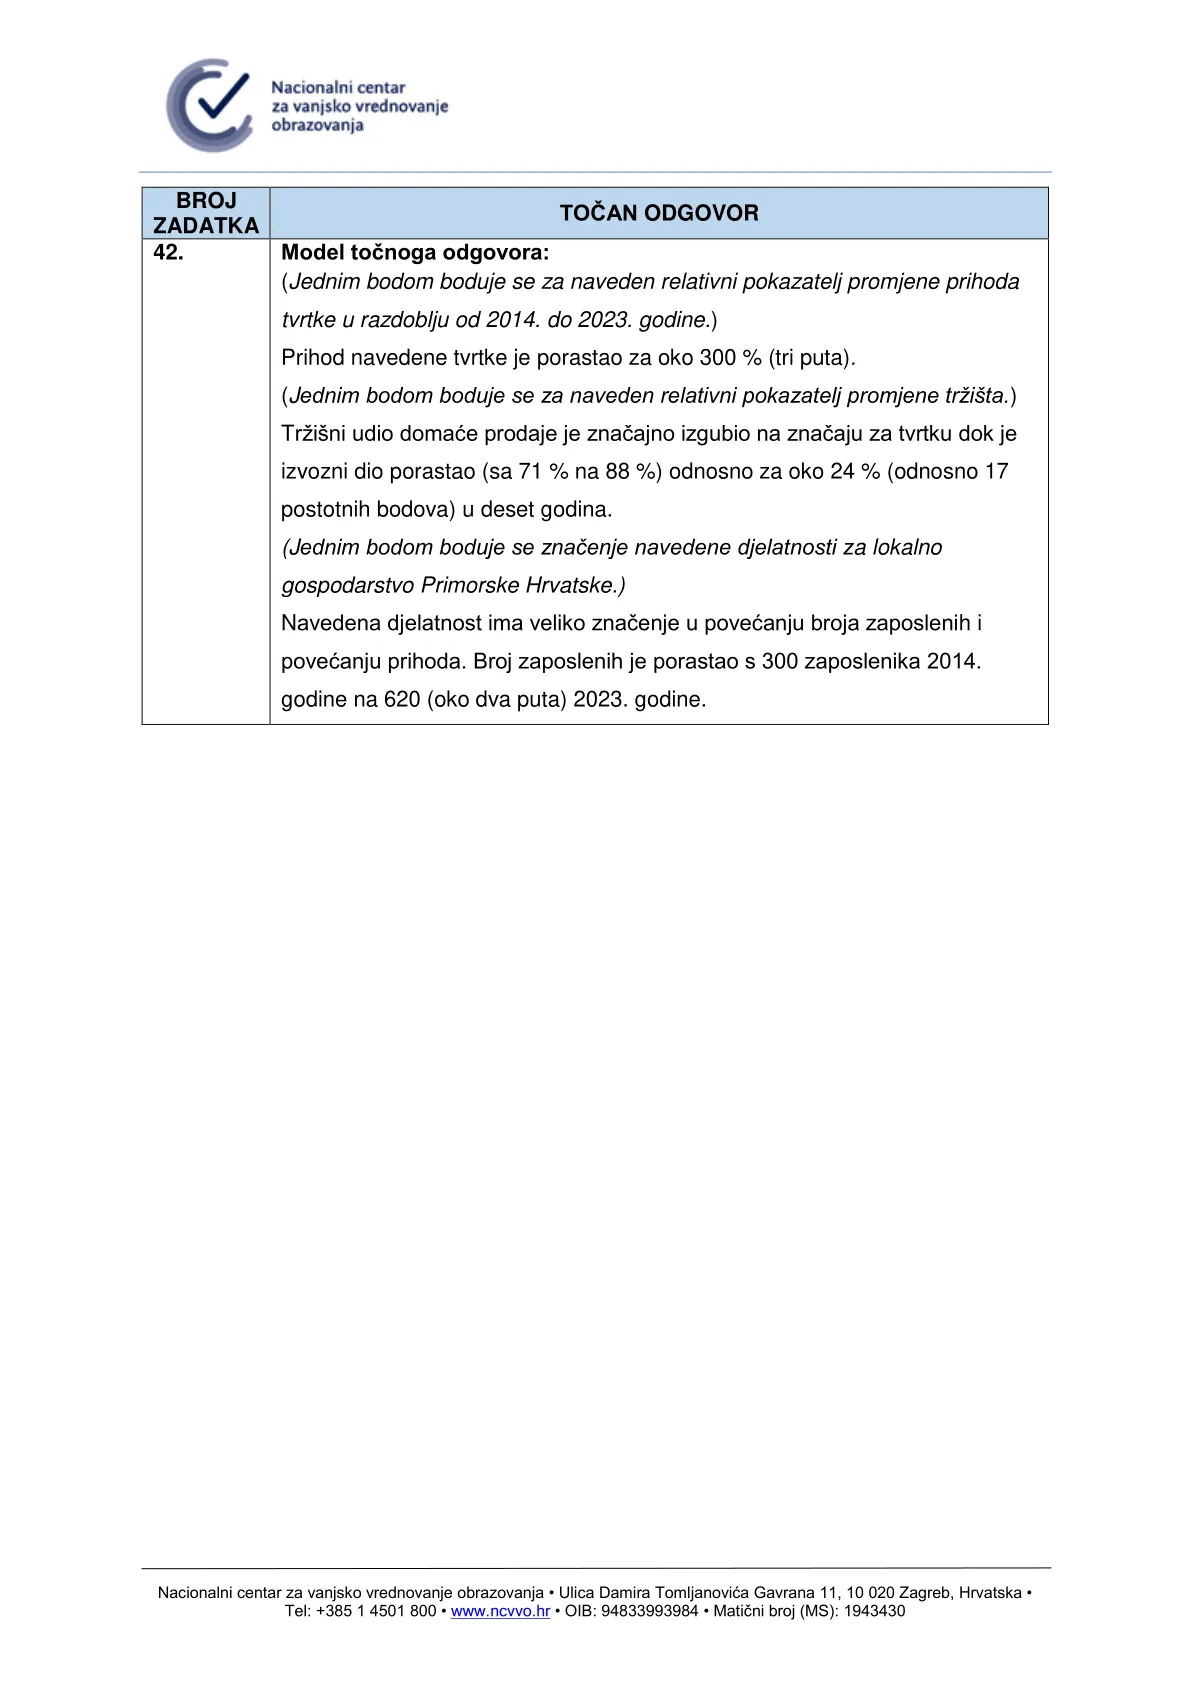 Nacionalni centar
za vanjsko vrednovanje
obrazovanja
BROJ
ZADATKA
TOČAN ODGOVOR
42.
Model točnoga odgovora:
(Jednim bodom boduje se za naveden relativni pokazatelj promjene prihoda
tvrtke u razdoblju od 2014. do 2023. godine.)
Prihod navedene tvrtke je porastao za oko 300 % (tri puta).
(Jednim bodom boduje se za naveden relativni pokazatelj promjene tržišta.)
Tržišni udio domaće prodaje je značajno izgubio na značaju za tvrtku dok je
izvozni dio porastao (sa 71 % na 88 %) odnosno za oko 24 % (odnosno 17
postotnih bodova) u deset godina.
(Jednim bodom boduje se značenje navedene djelatnosti za lokalno
gospodarstvo Primorske Hrvatske.)
Navedena djelatnost ima veliko značenje u povećanju broja zaposlenih i
povećanju prihoda. Broj zaposlenih je porastao s 300 zaposlenika 2014.
godine na 620 (oko dva puta) 2023. godine.
Nacionalni centar za vanjsko vrednovanje obrazovanja • Ulica Damira Tomljanovića Gavrana 11, 10 020 Zagreb, Hrvatska •
Tel: +385 1 4501 800 • www.ncvvo.hr • OIB: 94833993984 • Matični broj (MS): 1943430